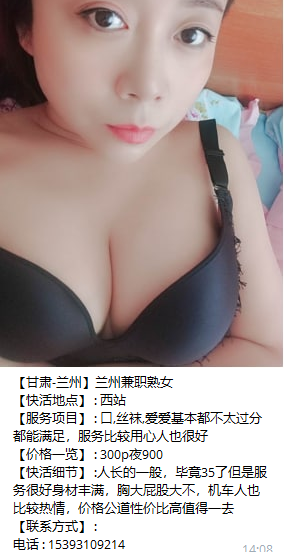 【甘肃-兰州】兰州兼职熟女
【快活地点】：西站
【服务项目】：口,丝袜.爱爱基本都不太过分
都能满足，服务比较用心人也很好
【价格一览】：300p夜900
【快活细节】:人长的一般，毕竟35了但是服
务很好身材丰满，胸大屁股大不，机车人也
比较热情，价格公道性价比高值得一去
【联系方式】：
电话：15393109214
14:08